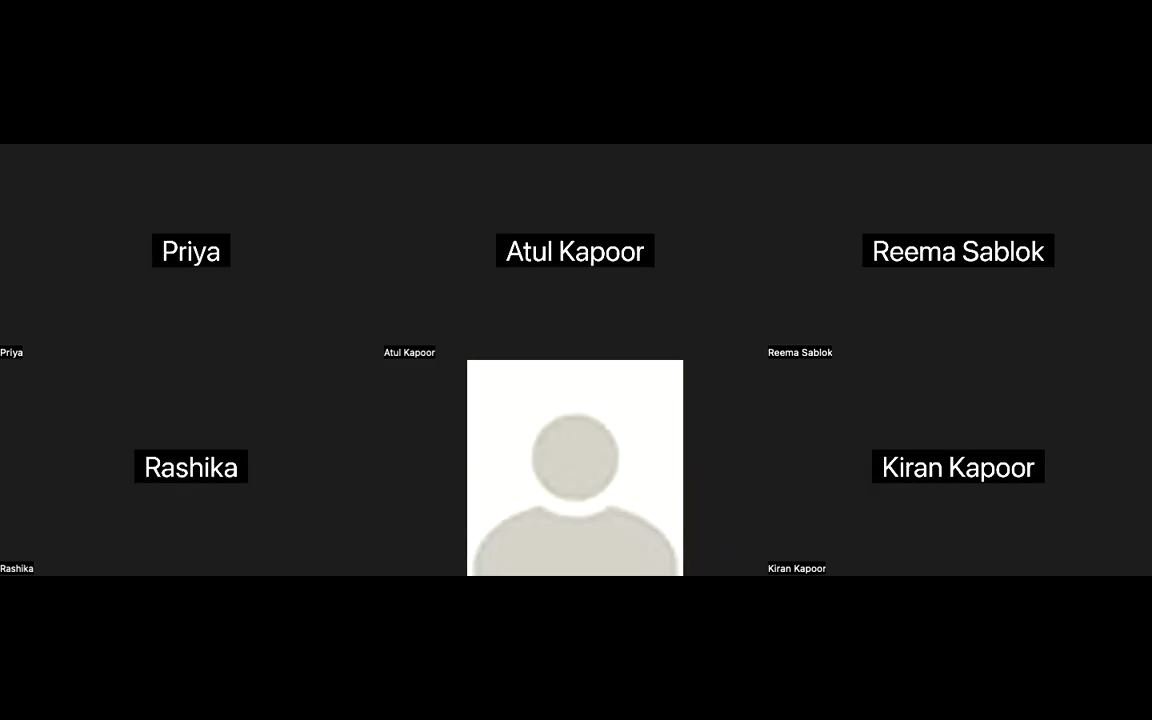 Priya
Atul Kapoor
Reema Sablok
Priya
Atul Kapoor
Reema Sablok
Rashika
Kiran Kapoor
Rashika
Kiran Kapoor